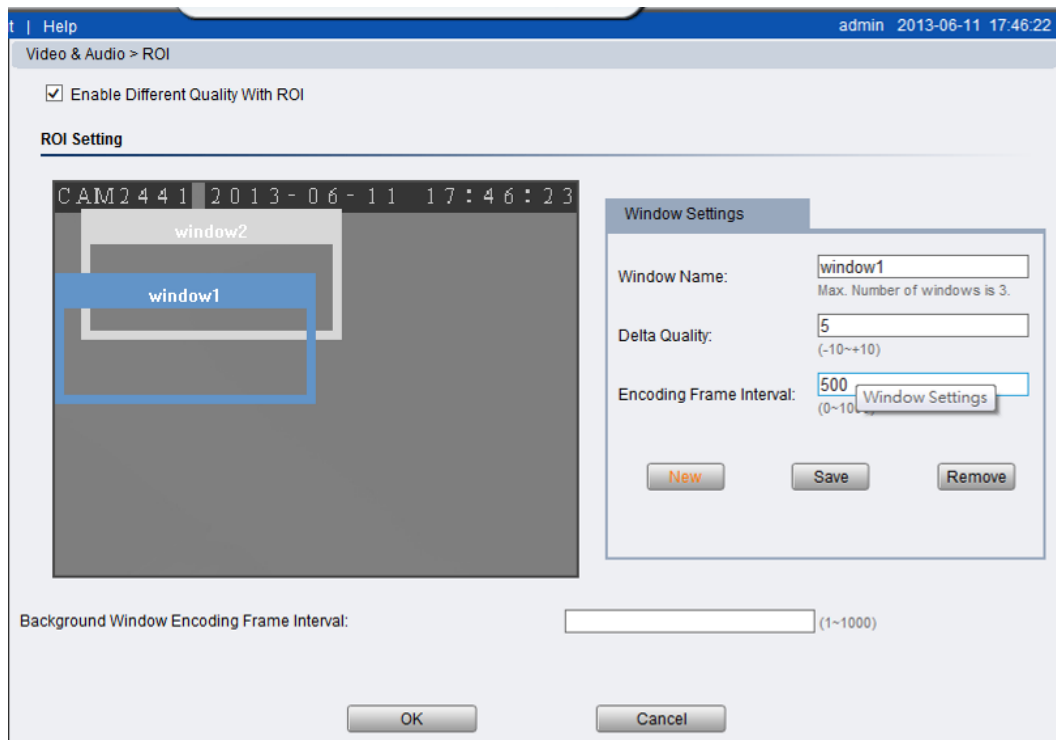 t | Help admin 2013-06-11 17:46:22
Video & Audio > ROI
Enable Different Quality With ROI
ROI Setting
CAM2441 2013-06-11 17:46:23
window2
window1
Window Settings
Window Name: window1
Max. Number of windows is 3.
Delta Quality: 5
(-10~+10)
Encoding Frame Interval: 500
Window Settings
New Save Remove
Background Window Encoding Frame Interval: (1~1000)
OK Cancel